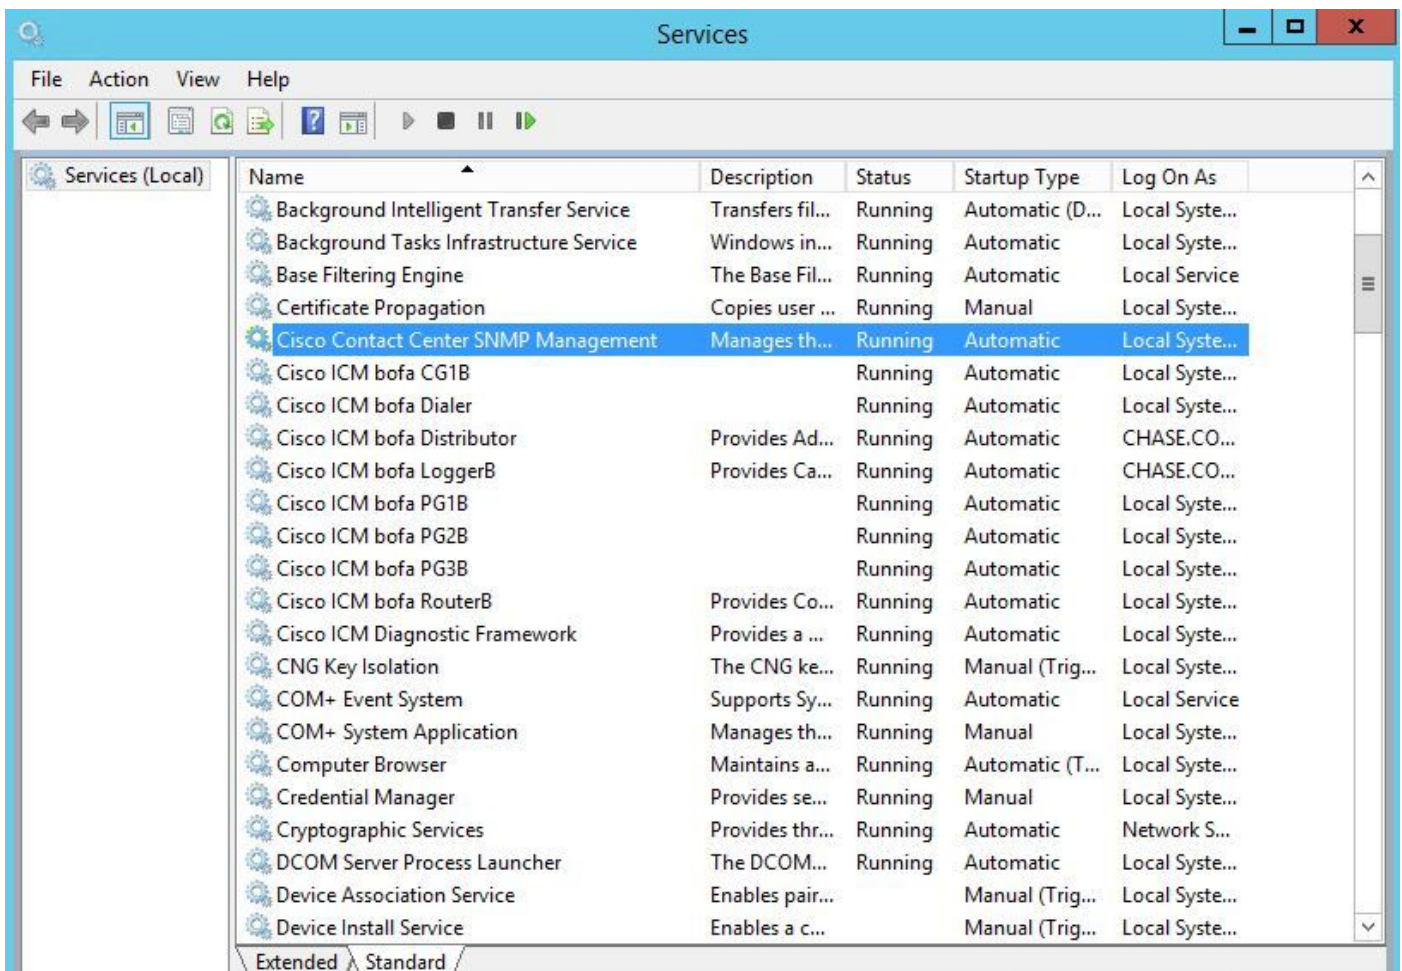 Services
File Action View Help
Services (Local)
Name Description Status Startup Type Log On As
Background Intelligent Transfer Service Transfers fil... Running Automatic (D... Local Syste...
Background Tasks Infrastructure Service Windows in... Running Automatic Local Syste...
Base Filtering Engine The Base Fil... Running Automatic Local Service
Certificate Propagation Copies user ... Running Manual Local Syste...
Cisco Contact Center SNMP Management Manages th... Running Automatic Local Syste...
Cisco ICM bofa CG1B Running Automatic Local Syste...
Cisco ICM bofa Dialer Running Automatic Local Syste...
Cisco ICM bofa Distributor Provides Ad... Running Automatic CHASE.CO...
Cisco ICM bofa LoggerB Provides Ca... Running Automatic CHASE.CO...
Cisco ICM bofa PG1B Running Automatic Local Syste...
Cisco ICM bofa PG2B Running Automatic Local Syste...
Cisco ICM bofa PG3B Running Automatic Local Syste...
Cisco ICM bofa RouterB Provides Co... Running Automatic Local Syste...
Cisco ICM Diagnostic Framework Provides a ... Running Automatic Local Syste...
CNG Key Isolation The CNG ke... Running Manual (Trig... Local Syste...
COM+ Event System Supports Sy... Running Automatic Local Service
COM+ System Application Manages th... Running Manual Local Syste...
Computer Browser Maintains a... Running Automatic (T... Local Syste...
Credential Manager Provides se... Running Manual Local Syste...
Cryptographic Services Provides thr... Running Automatic Network S...
DCOM Server Process Launcher The DCOM... Running Automatic Local Syste...
Device Association Service Enables pair... Manual (Trig... Local Syste...
Device Install Service Enables a c... Manual (Trig... Local Syste...
Extended Standard